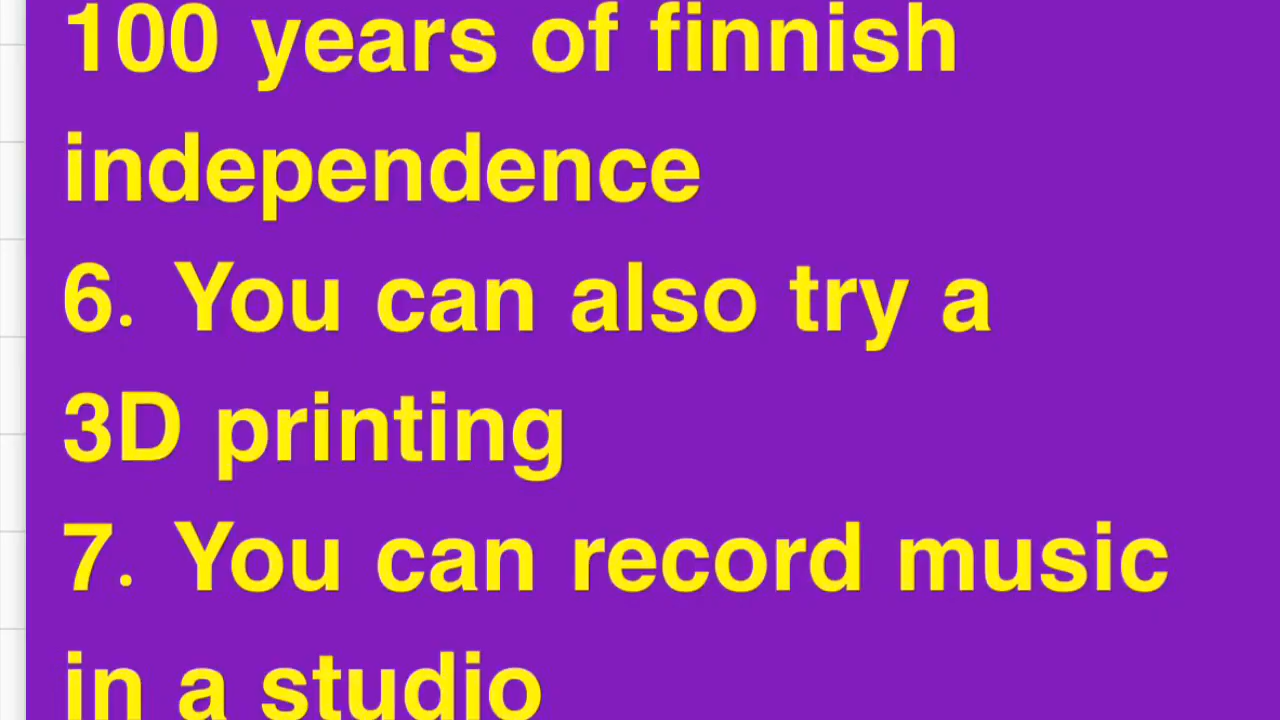 100 years of finnish
independence
6. You can also try a
3D printing
7. You can record music
in a studio